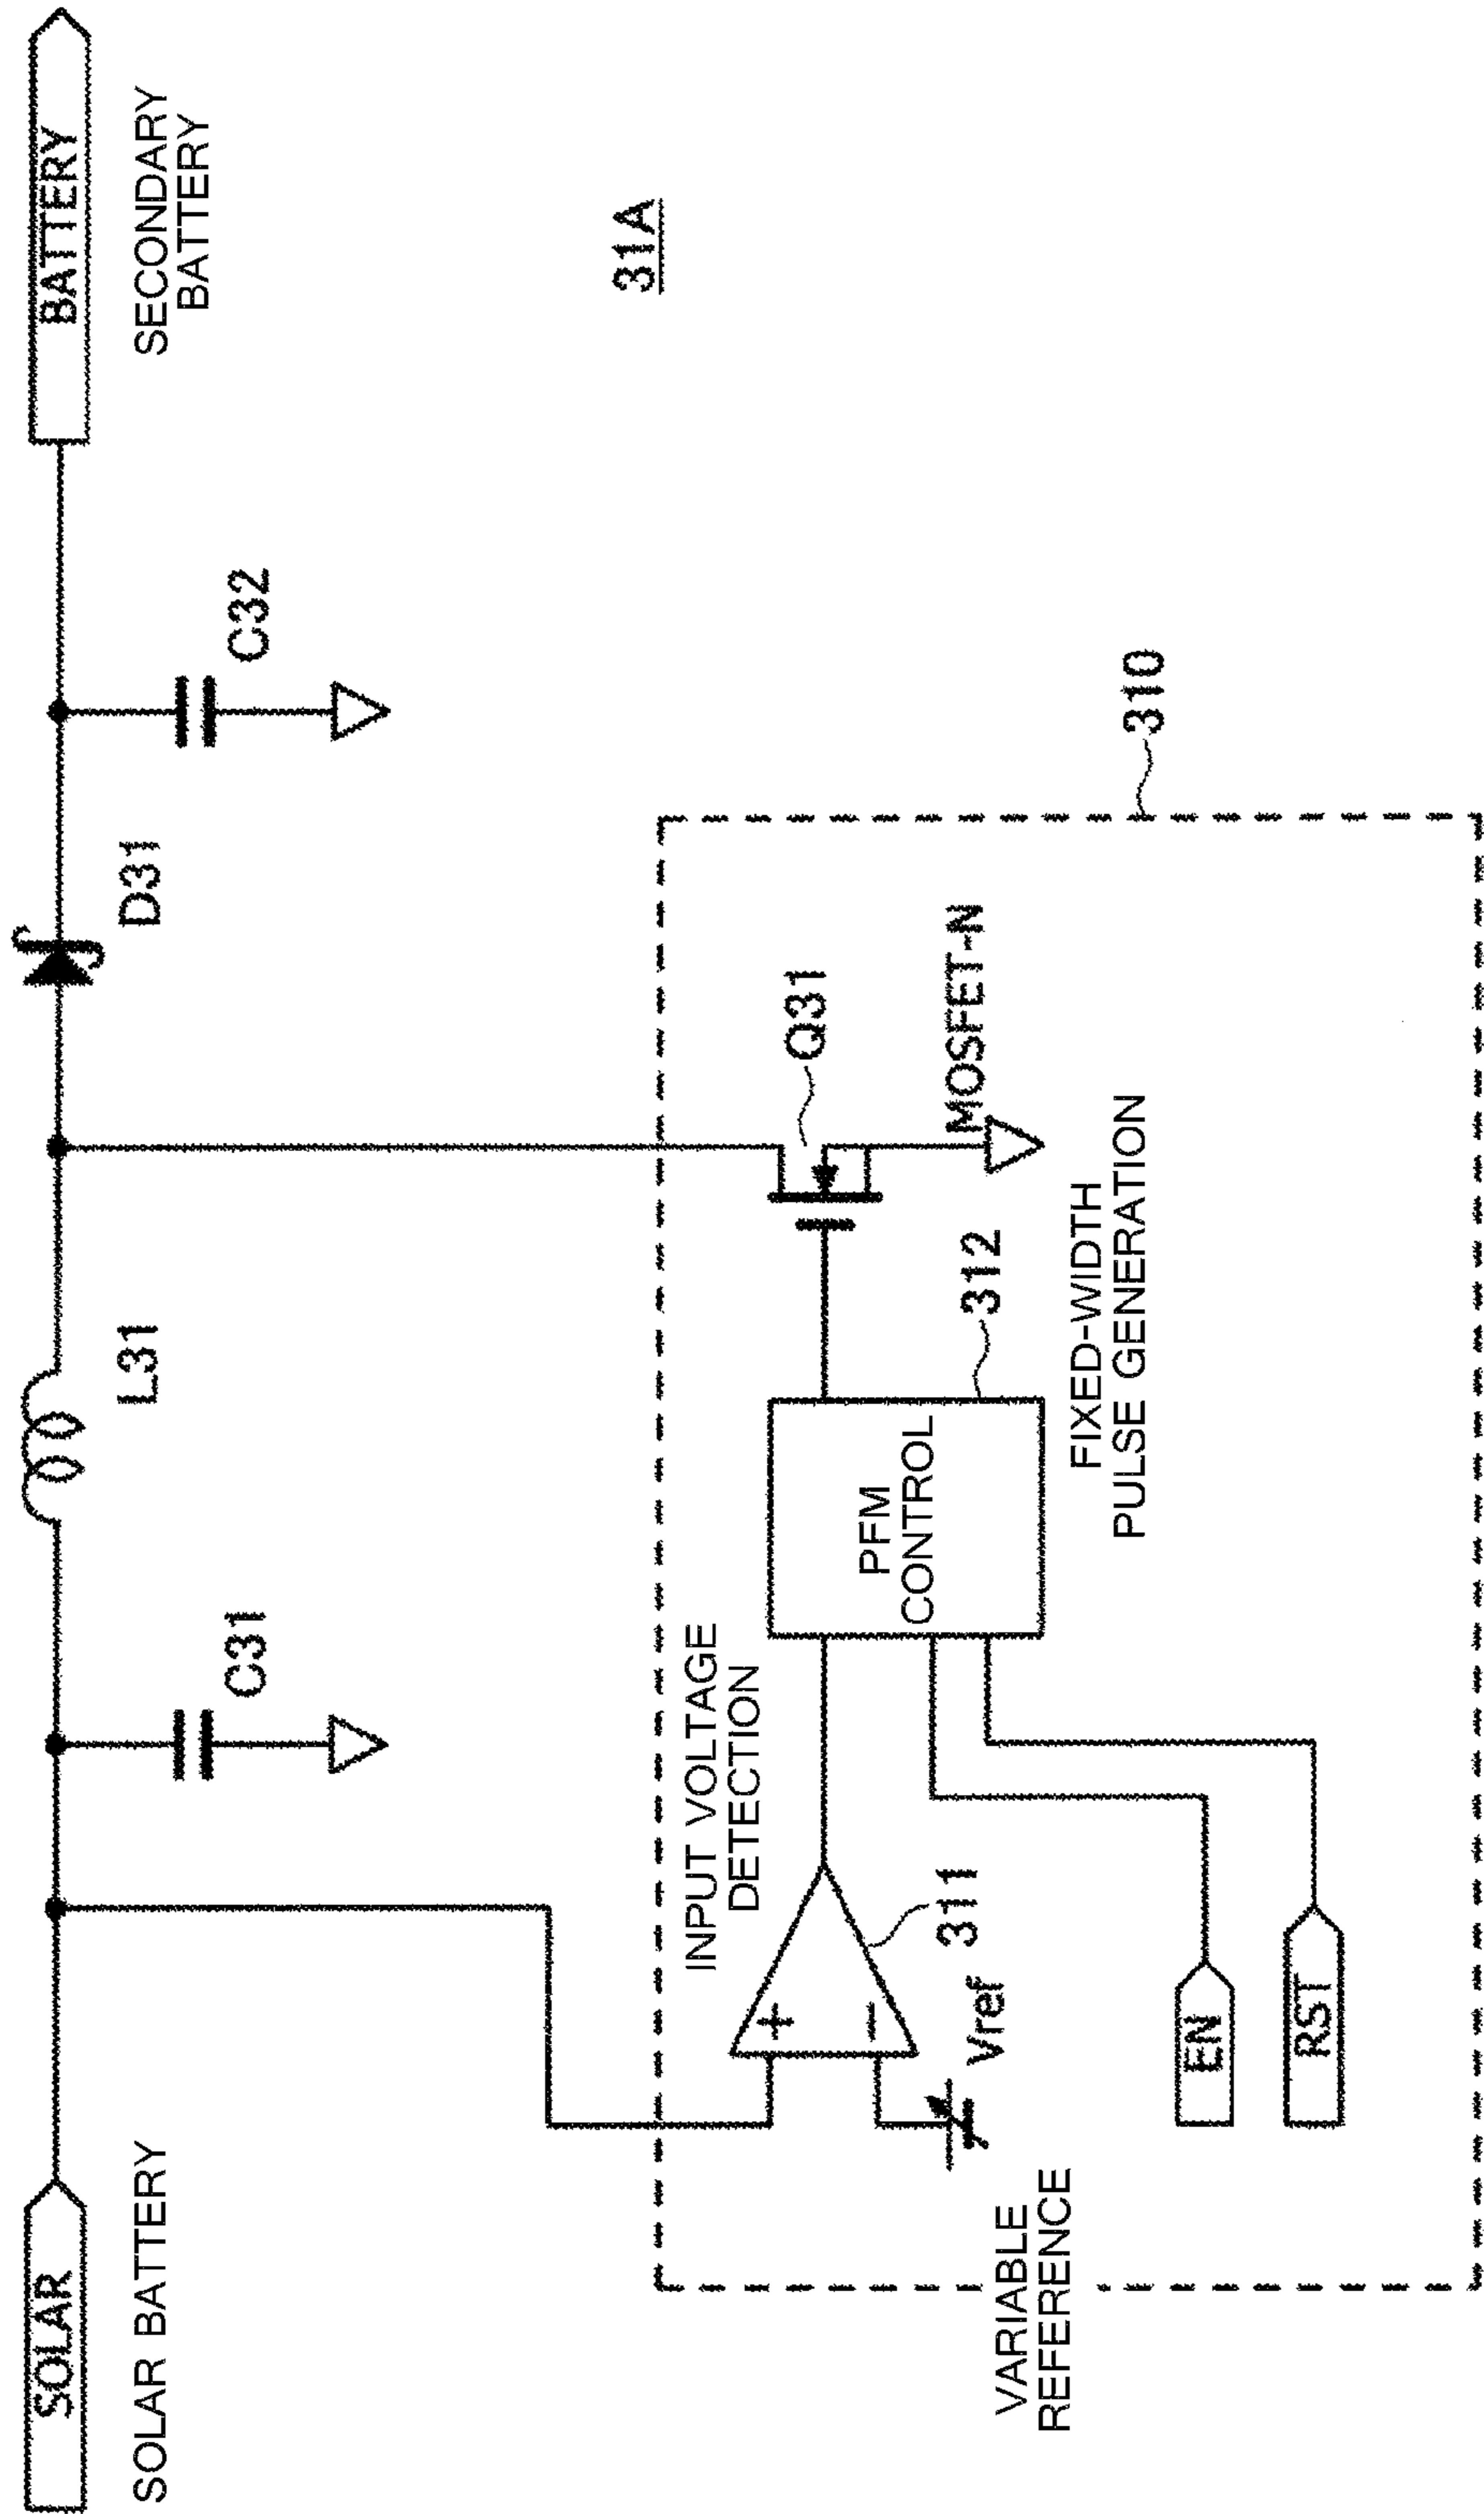 SOLAR
SOLAR BATTERY
C31
L31
D31
C32
BATTERY
SECONDARY
BATTERY
31A
310
INPUT VOLTAGE
DETECTION
311
Vref
VARIABLE
REFERENCE
PFM
CONTROL
312
FIXED-WIDTH
PULSE GENERATION
Q31
MOSFET-N
EN
RST
+
−